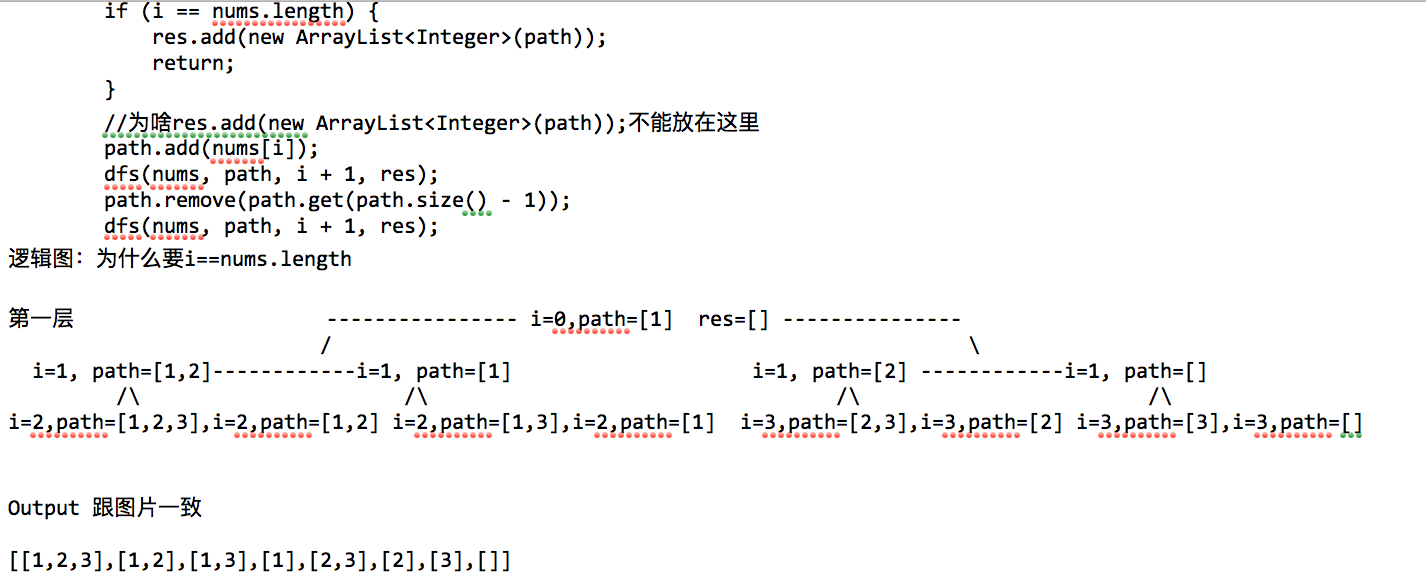 if (i == nums.length) {
res.add(new ArrayList<Integer>(path));
return;
}
//为啥res.add(new ArrayList<Integer>(path));不能放在这里
path.add(nums[i]);
dfs(nums, path, i + 1, res);
path.remove(path.get(path.size() - 1));
dfs(nums, path, i + 1, res);
逻辑图：为什么要i==nums.length
第一层 ---------------- i=0,path=[1] res=[] ---------------
/ \
i=1, path=[1,2]------------i=1, path=[1] i=1, path=[2] ------------i=1, path=[]
/\ /\ /\ /\
i=2,path=[1,2,3],i=2,path=[1,2] i=2,path=[1,3],i=2,path=[1] i=3,path=[2,3],i=3,path=[2] i=3,path=[3],i=3,path=[]
Output 跟图片一致
[[1,2,3],[1,2],[1,3],[1],[2,3],[2],[3],[]]